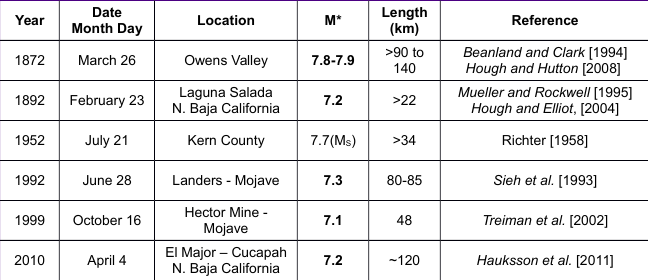 Year Date Month Day Location M* Length (km) Reference
1872 March 26 Owens Valley 7.8-7.9 >90 to 140 Beanland and Clark [1994] Hough and Hutton [2008]
1892 February 23 Laguna Salada N. Baja California 7.2 >22 Mueller and Rockwell [1995] Hough and Elliot, [2004]
1952 July 21 Kern County 7.7(MS) >34 Richter [1958]
1992 June 28 Landers - Mojave 7.3 80-85 Sieh et al. [1993]
1999 October 16 Hector Mine - Mojave 7.1 48 Treiman et al. [2002]
2010 April 4 El Major – Cucapah N. Baja California 7.2 ~120 Hauksson et al. [2011]